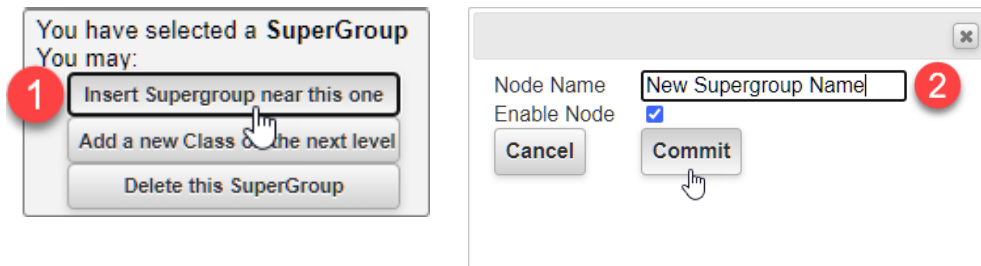 You have selected a SuperGroup
You may:
1
Insert Supergroup near this one
Add a new Class on the next level
Delete this SuperGroup
Node Name New Supergroup Name
2
Enable Node
Cancel Commit